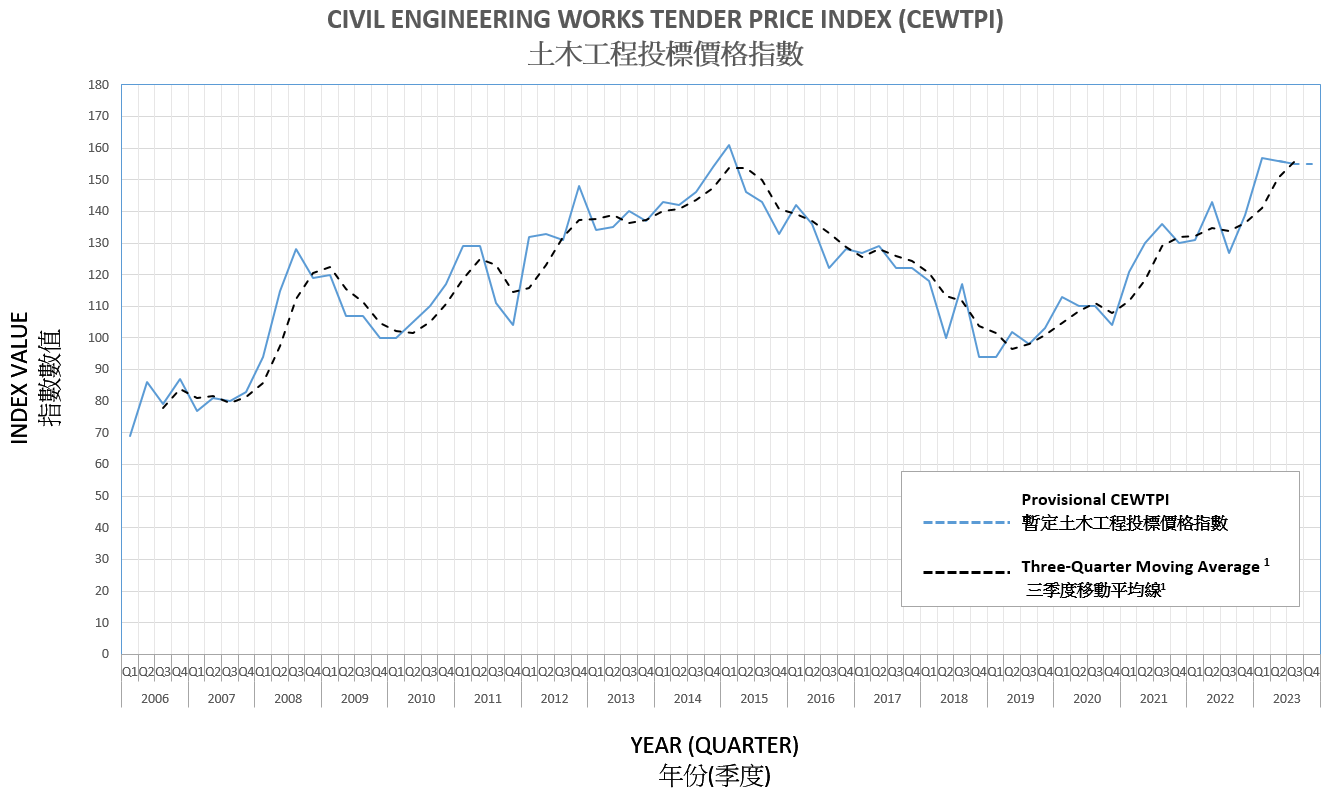 CIVIL ENGINEERING WORKS TENDER PRICE INDEX (CEWTPI)
土木工程投標價格指數
INDEX VALUE
指數數值
180
170
160
150
140
130
120
110
100
90
80
70
60
50
40
30
20
10
0
Provisional CEWTPI
暫定土木工程投標價格指數
Three-Quarter Moving Average 1
三季度移動平均線1
Q1 Q2 Q3 Q4 Q1 Q2 Q3 Q4 Q1 Q2 Q3 Q4 Q1 Q2 Q3 Q4 Q1 Q2 Q3 Q4 Q1 Q2 Q3 Q4 Q1 Q2 Q3 Q4 Q1 Q2 Q3 Q4 Q1 Q2 Q3 Q4 Q1 Q2 Q3 Q4 Q1 Q2 Q3 Q4 Q1 Q2 Q3 Q4 Q1 Q2 Q3 Q4 Q1 Q2 Q3 Q4 Q1 Q2 Q3 Q4 Q1 Q2 Q3 Q4 Q1 Q2 Q3 Q4 Q1 Q2 Q3 Q4
2006 2007 2008 2009 2010 2011 2012 2013 2014 2015 2016 2017 2018 2019 2020 2021 2022 2023
YEAR (QUARTER)
年份(季度)